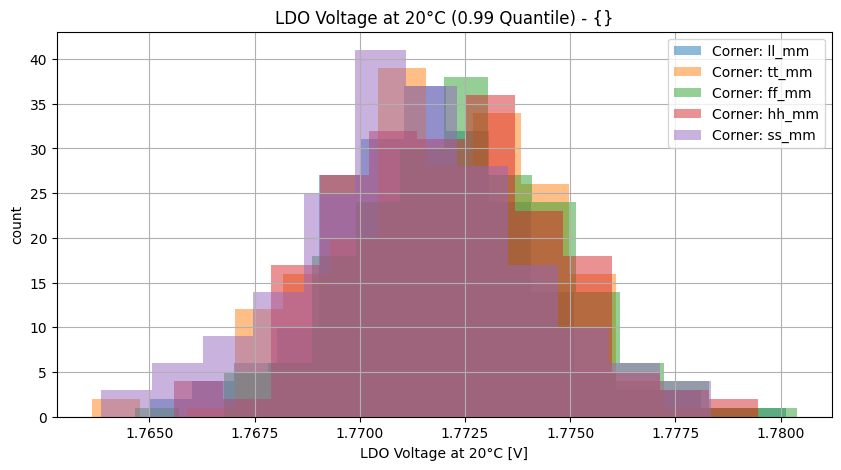 LDO Voltage at 20°C (0.99 Quantile) - {}
Corner: ll_mm
Corner: tt_mm
Corner: ff_mm
Corner: hh_mm
Corner: ss_mm
count
40
35
30
25
20
15
10
5
0
1.7650 1.7675 1.7700 1.7725 1.7750 1.7775 1.7800
LDO Voltage at 20°C [V]